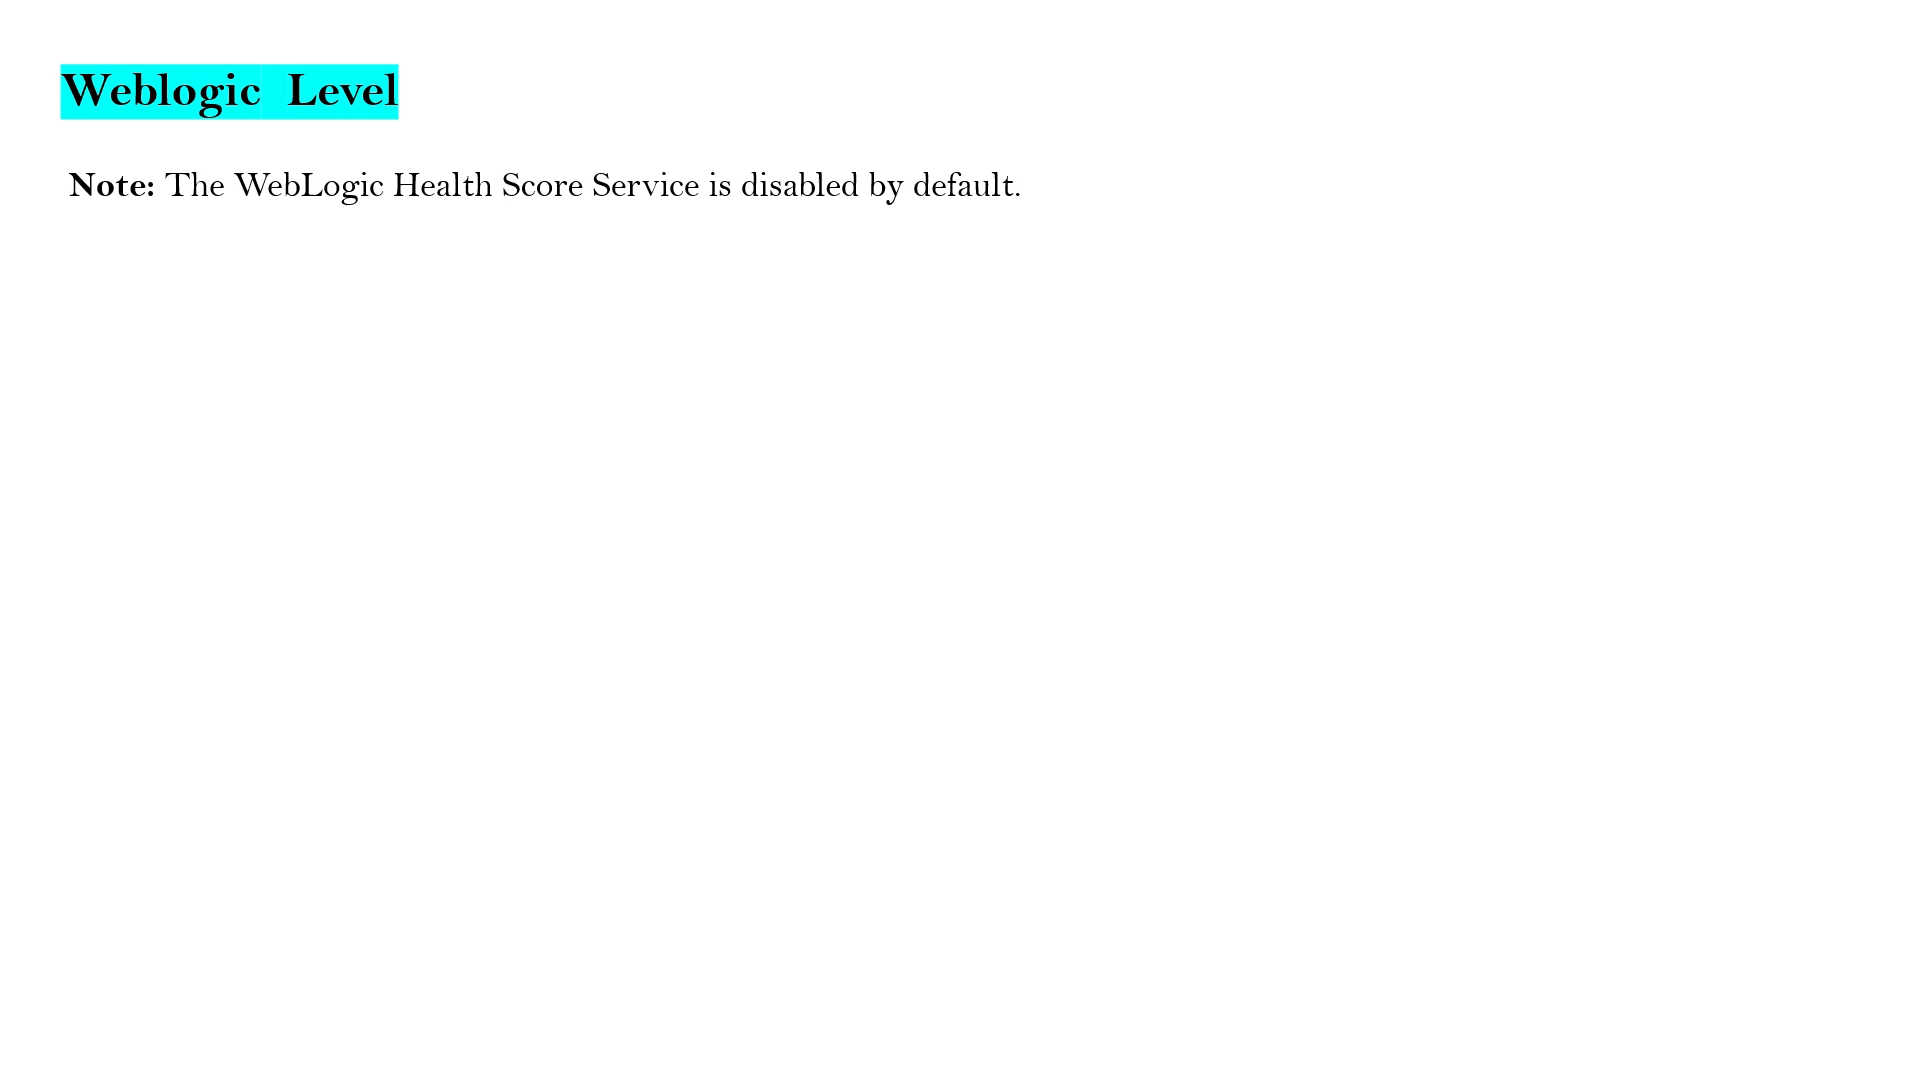 Weblogic  Level
Note: The WebLogic Health Score Service is disabled by default.